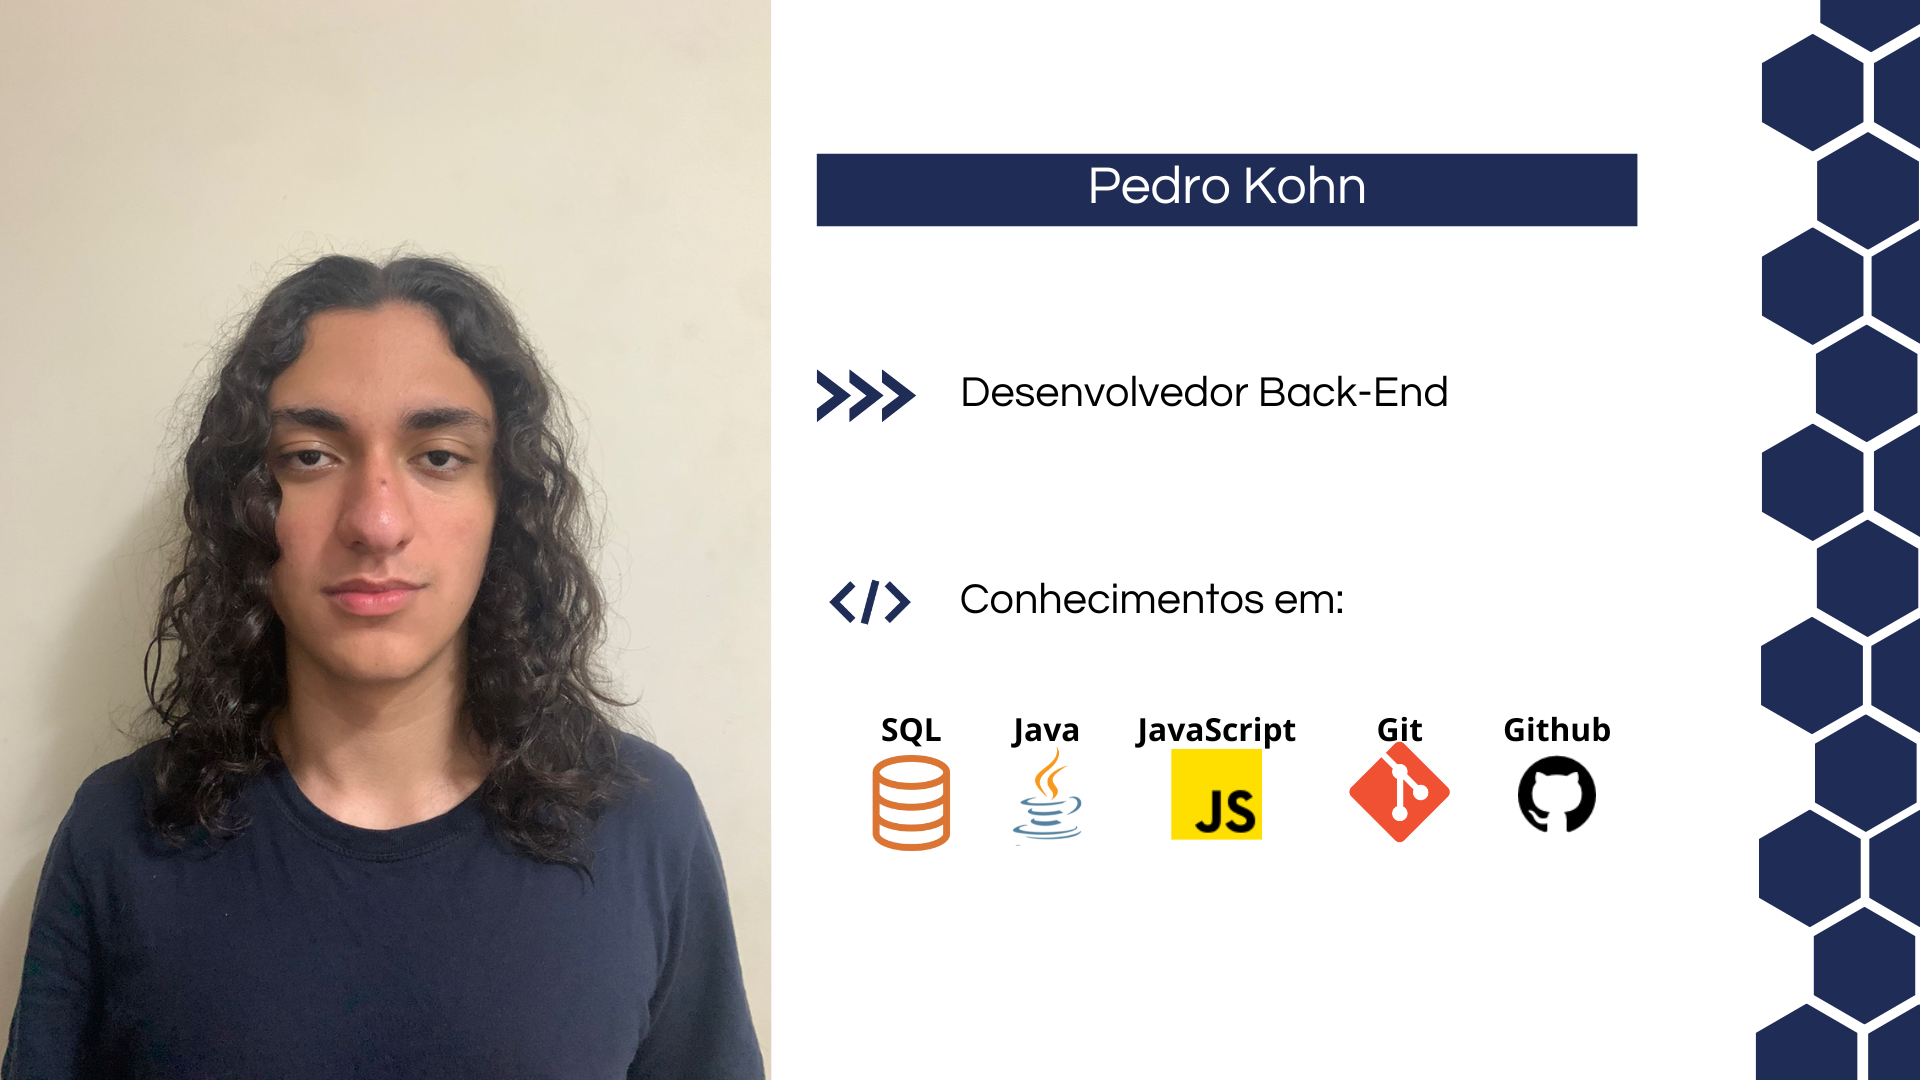 Pedro Kohn
Desenvolvedor Back-End
</>
Conhecimentos em:
SQL Java JavaScript Git Github
JS